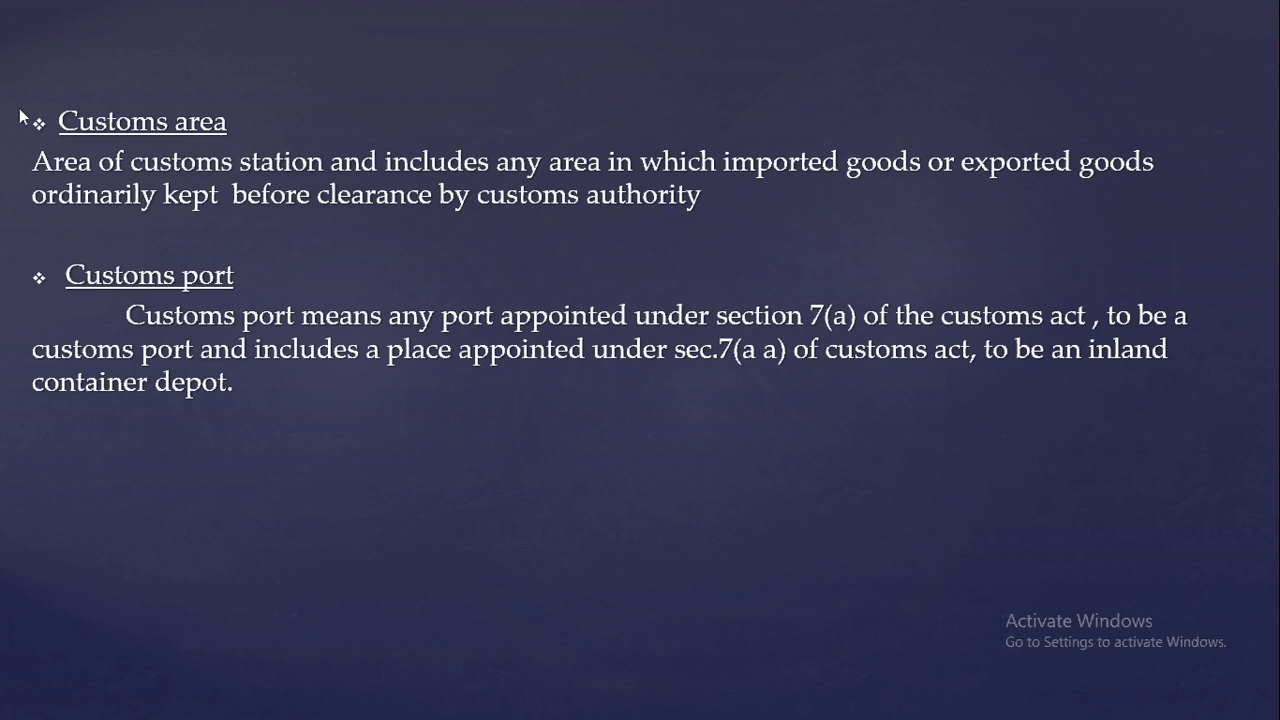 ❖ Customs area
Area of customs station and includes any area in which imported goods or exported goods
ordinarily kept  before clearance by customs authority
❖ Customs port
Customs port means any port appointed under section 7(a) of the customs act , to be a
customs port and includes a place appointed under sec.7(a a) of customs act, to be an inland
container depot.
Activate Windows
Go to Settings to activate Windows.